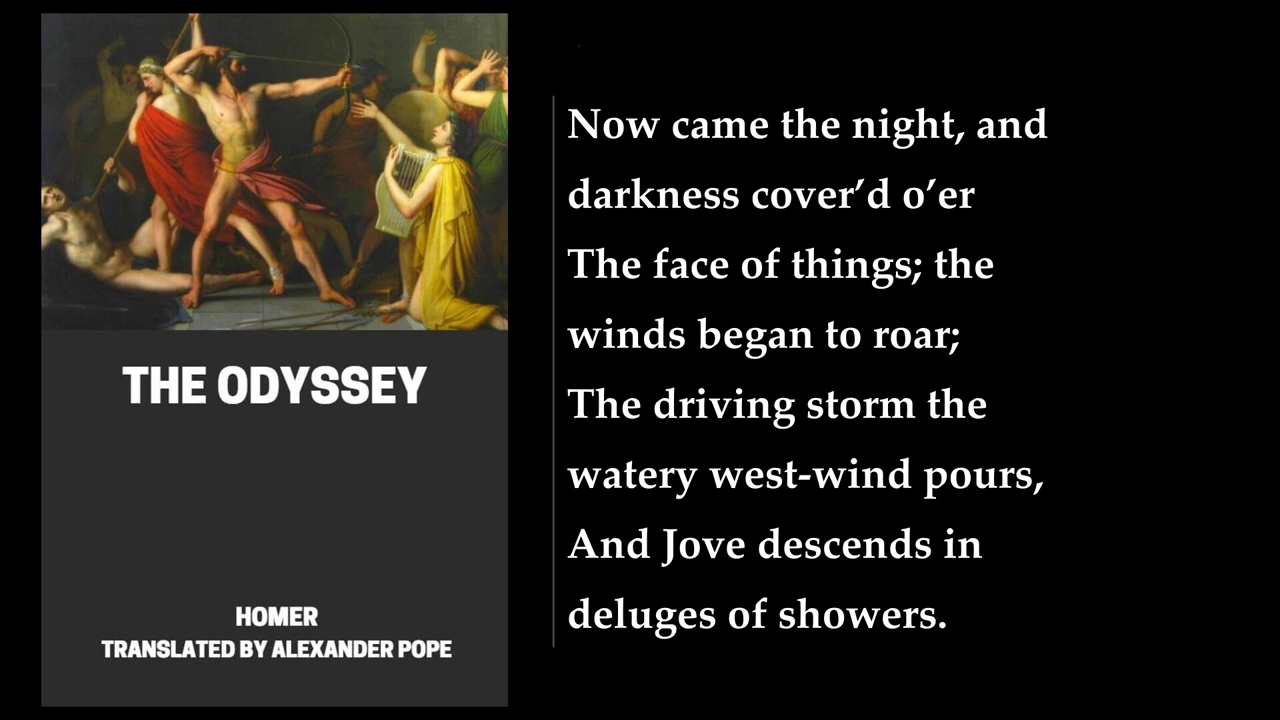 THE ODYSSEY
HOMER
TRANSLATED BY ALEXANDER POPE
Now came the night, and
darkness cover’d o’er
The face of things; the
winds began to roar;
The driving storm the
watery west-wind pours,
And Jove descends in
deluges of showers.